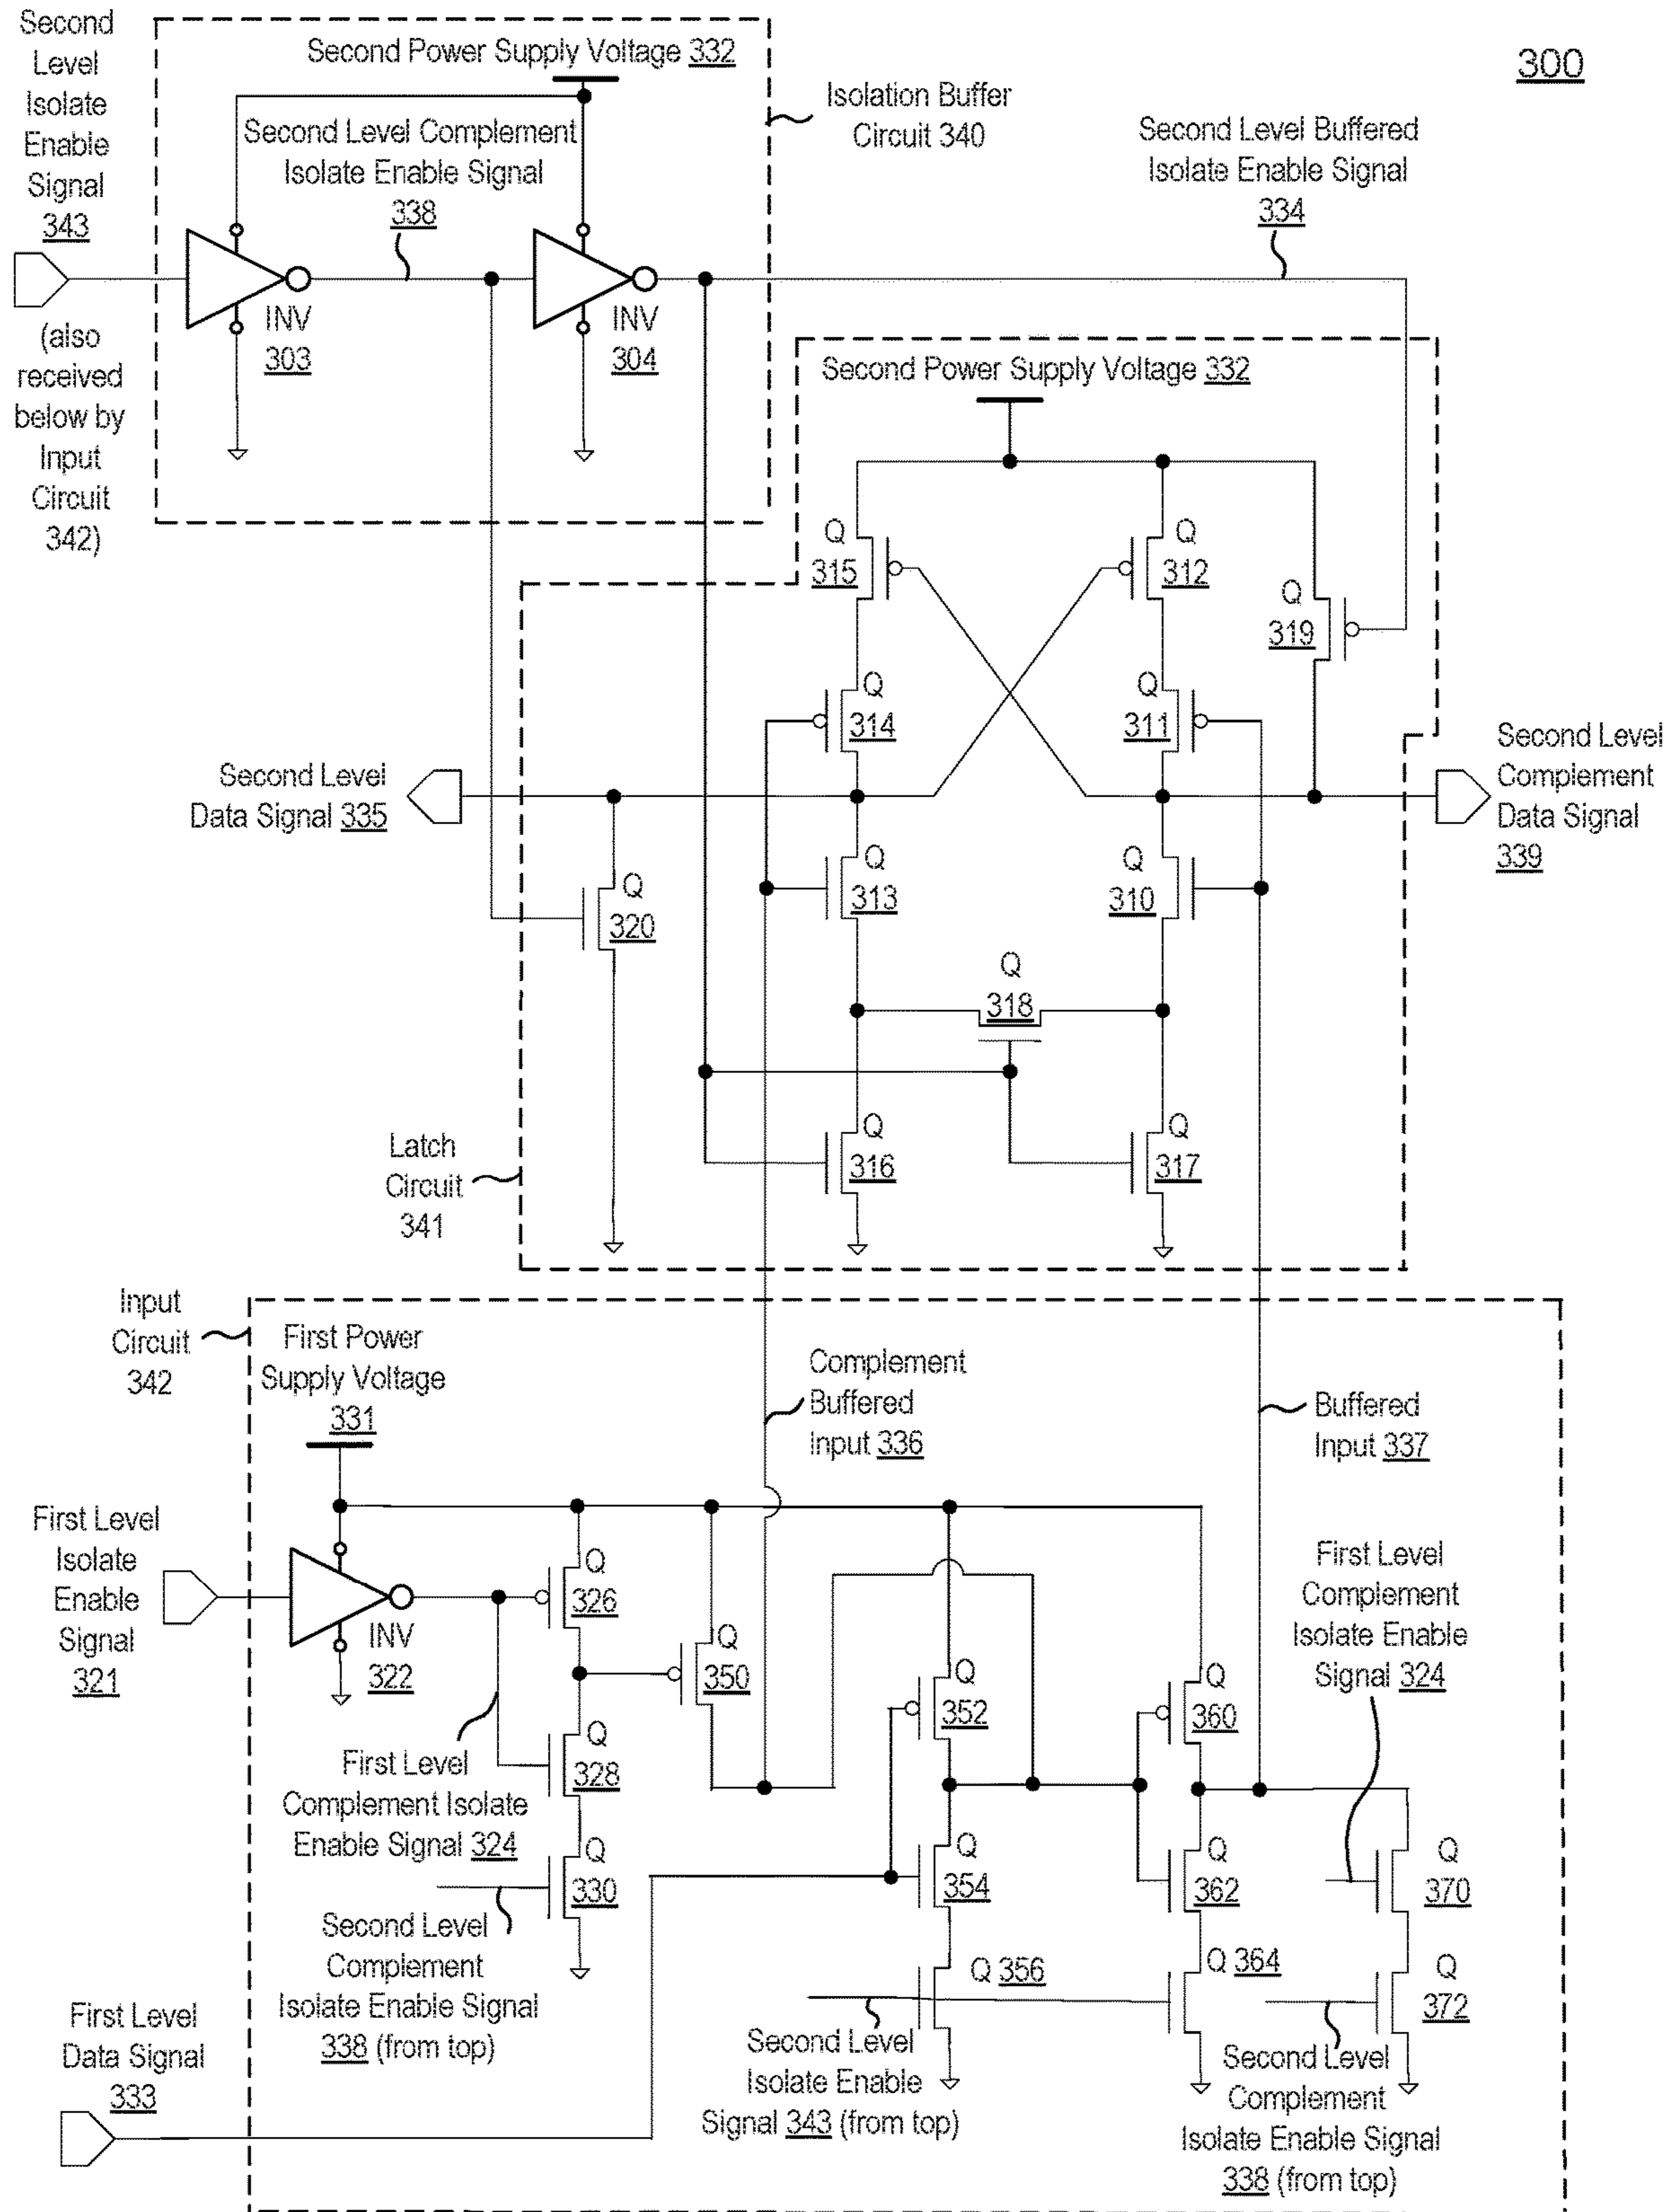 300
Second
Level
Isolate
Enable
Signal
343
(also
received
below by
Input
Circuit
342)
Second Power Supply Voltage 332
Second Level Complement
Isolate Enable Signal
338
INV
303
INV
304
Isolation Buffer
Circuit 340
Second Level Buffered
Isolate Enable Signal
334
Second Power Supply Voltage 332
Q
315
Q
312
Q
319
Q
314
Q
311
Second Level
Data Signal 335
Second Level
Complement
Data Signal
339
Q
313
Q
310
Q
320
Q
318
Q
316
Q
317
Latch
Circuit
341
Input
Circuit
342
First Power
Supply Voltage
331
Complement
Buffered
Input 336
Buffered
Input 337
First Level
Isolate
Enable
Signal
321
INV
322
Q
326
Q
350
Q
328
Q
330
First Level
Complement Isolate
Enable Signal 324
Second Level
Complement
Isolate Enable Signal
338 (from top)
Q
352
Q
354
Q 356
Q
360
Q
362
Q 364
First Level
Complement
Isolate Enable
Signal 324
Q
370
Q
372
Second Level
Isolate Enable
Signal 343 (from top)
Second Level
Complement
Isolate Enable Signal
338 (from top)
First Level
Data Signal
333